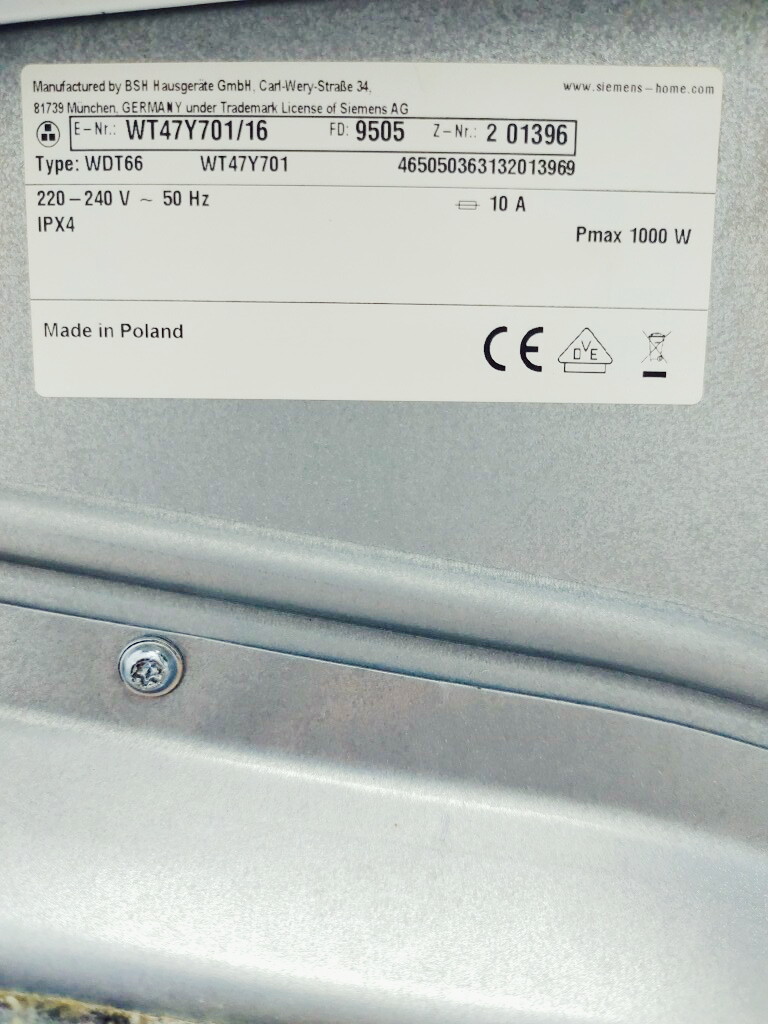 Manufactured by BSH Hausgeräte GmbH, Carl-Wery-Straße 34, www.siemens-home.com
81739 München, GERMANY under Trademark License of Siemens AG
E-Nr.: WT47Y701/16 FD: 9505 Z-Nr.: 2 01396
Type: WDT66 WT47Y701 465050363132013969
220-240 V ~ 50 Hz 10 A
IPX4 Pmax 1000 W
Made in Poland CE DVE